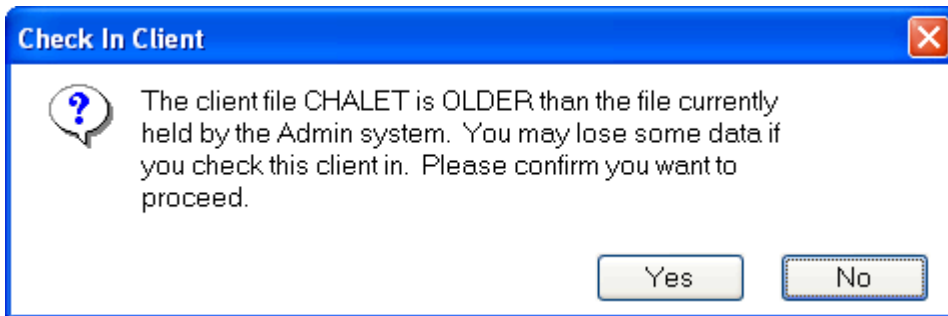 Check In Client
The client file CHALET is OLDER than the file currently
held by the Admin system. You may lose some data if
you check this client in. Please confirm you want to
proceed.
Yes No